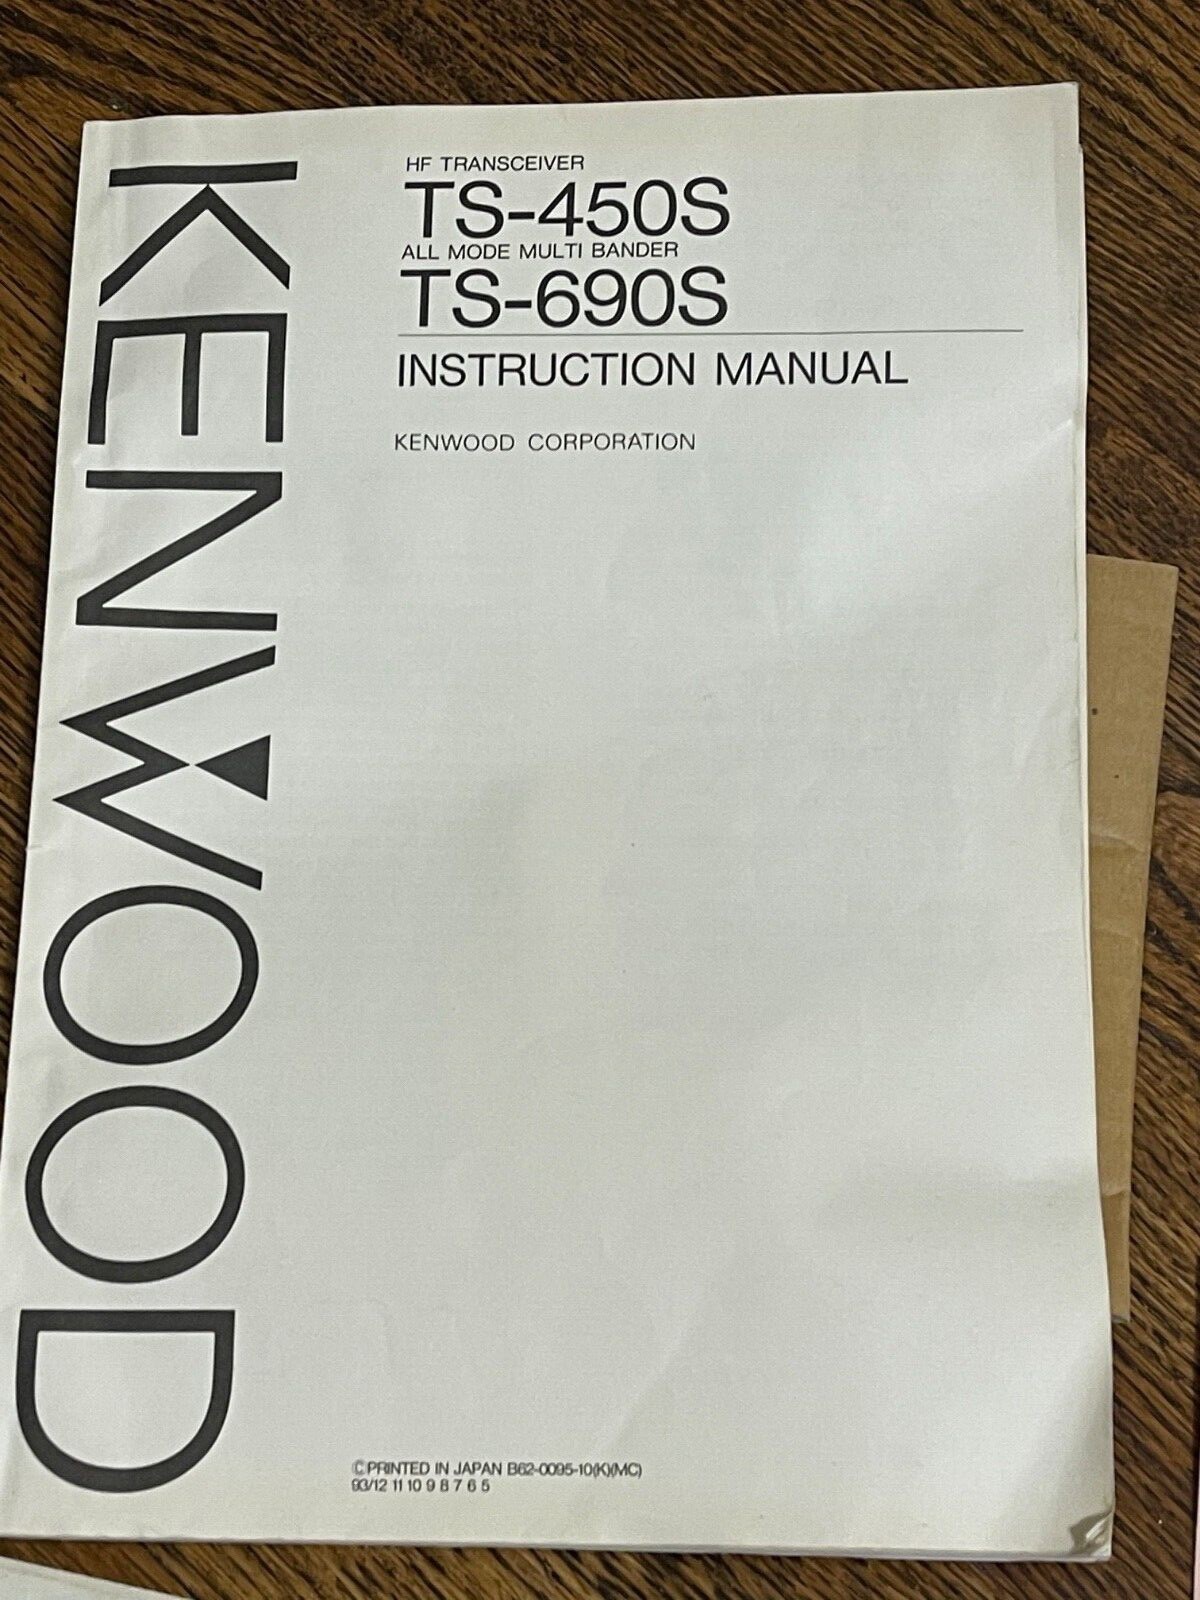 KENWOOD
HF TRANSCEIVER
TS-450S
ALL MODE MULTI BANDER
TS-690S
INSTRUCTION MANUAL
KENWOOD CORPORATION
©PRINTED IN JAPAN B62-0095-10(K)(MC)
93/12 11 10 9 8 7 6 5